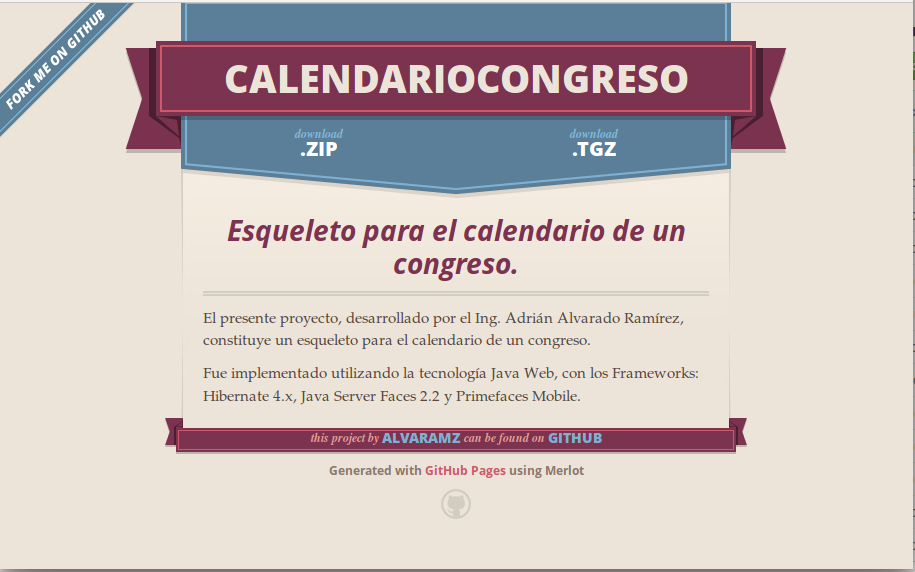 FORK ME ON GITHUB
CALENDARIOCONGRESO
download
.ZIP
download
.TGZ
Esqueleto para el calendario de un
congreso.
El presente proyecto, desarrollado por el Ing. Adrián Alvarado Ramírez,
constituye un esqueleto para el calendario de un congreso.
Fue implementado utilizando la tecnología Java Web, con los Frameworks:
Hibernate 4.x, Java Server Faces 2.2 y Primefaces Mobile.
this project by ALVARAMZ can be found on GITHUB
Generated with GitHub Pages using Merlot